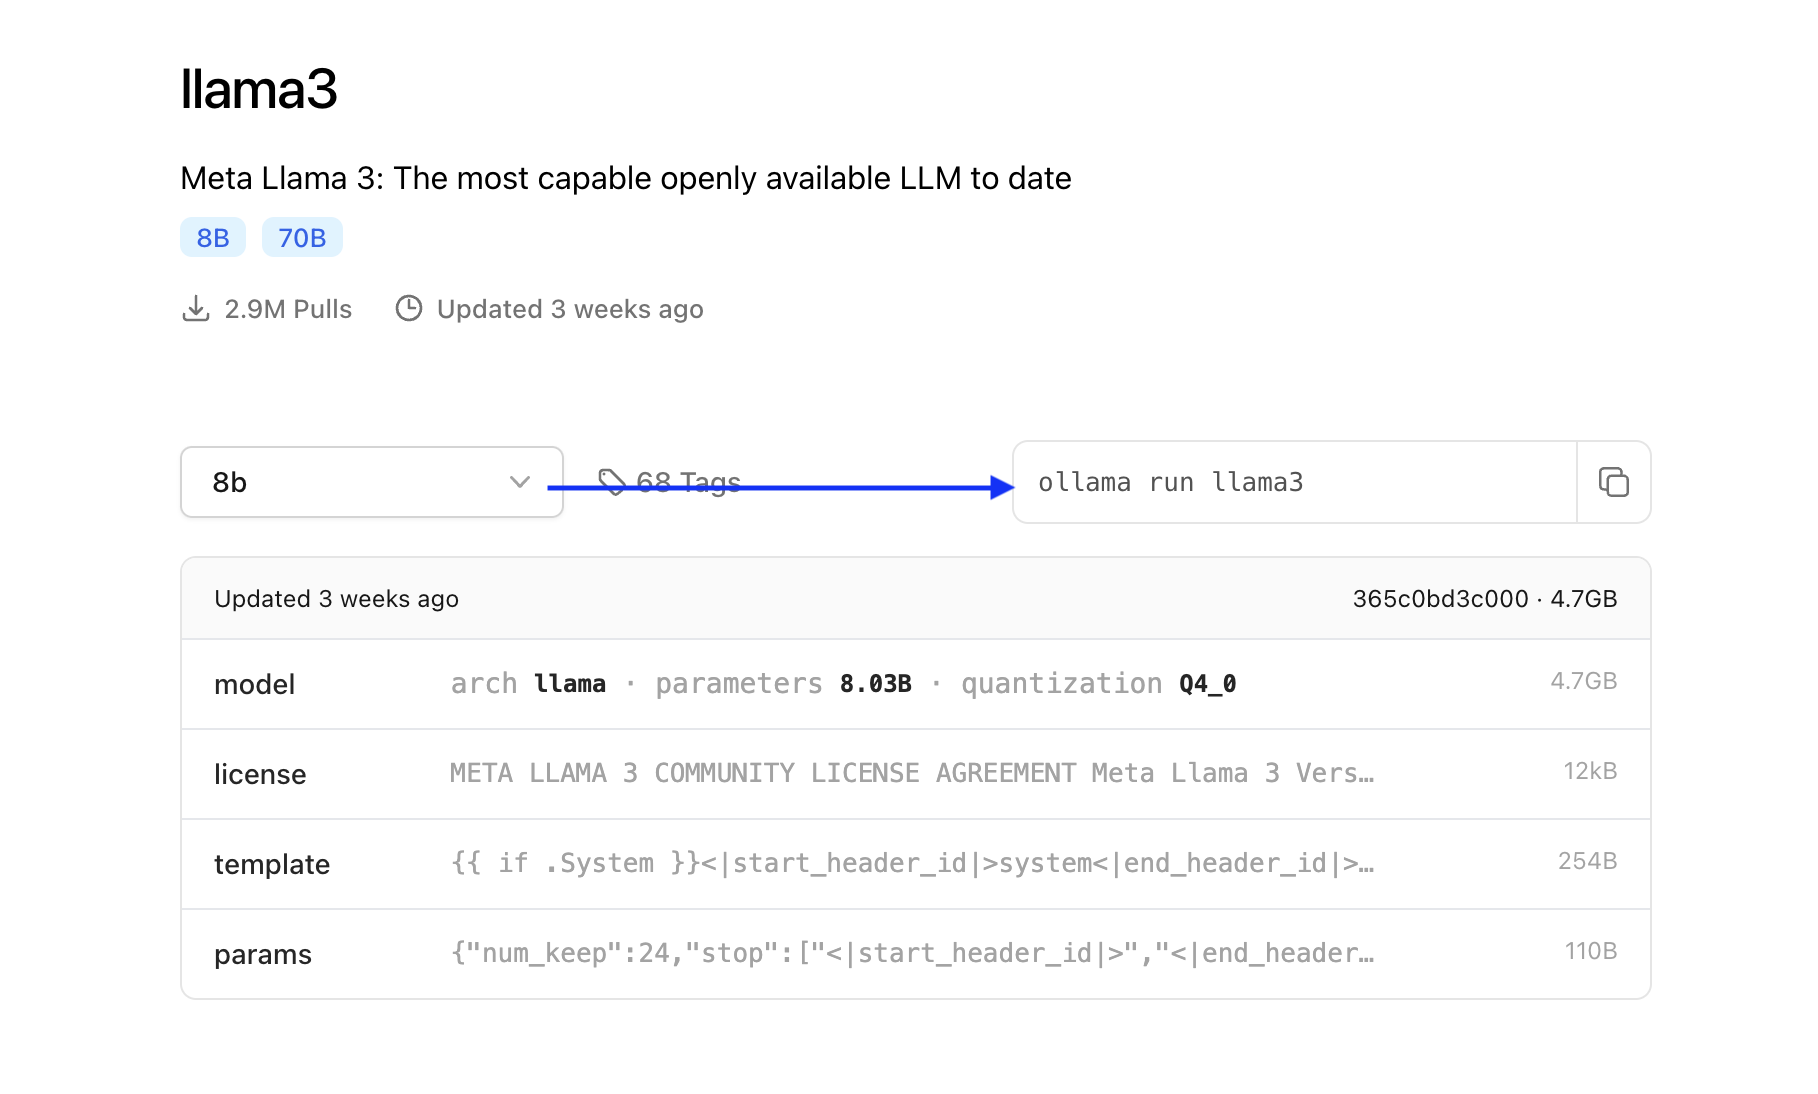 llama3
Meta Llama 3: The most capable openly available LLM to date
8B 70B
2.9M Pulls Updated 3 weeks ago
8b 68 Tags ollama run llama3
Updated 3 weeks ago 365c0bd3c000 · 4.7GB
model arch llama · parameters 8.03B · quantization Q4_0 4.7GB
license META LLAMA 3 COMMUNITY LICENSE AGREEMENT Meta Llama 3 Vers… 12kB
template {{ if .System }}<|start_header_id|>system<|end_header_id|>… 254B
params {"num_keep":24,"stop":["<|start_header_id|>","<|end_header… 110B